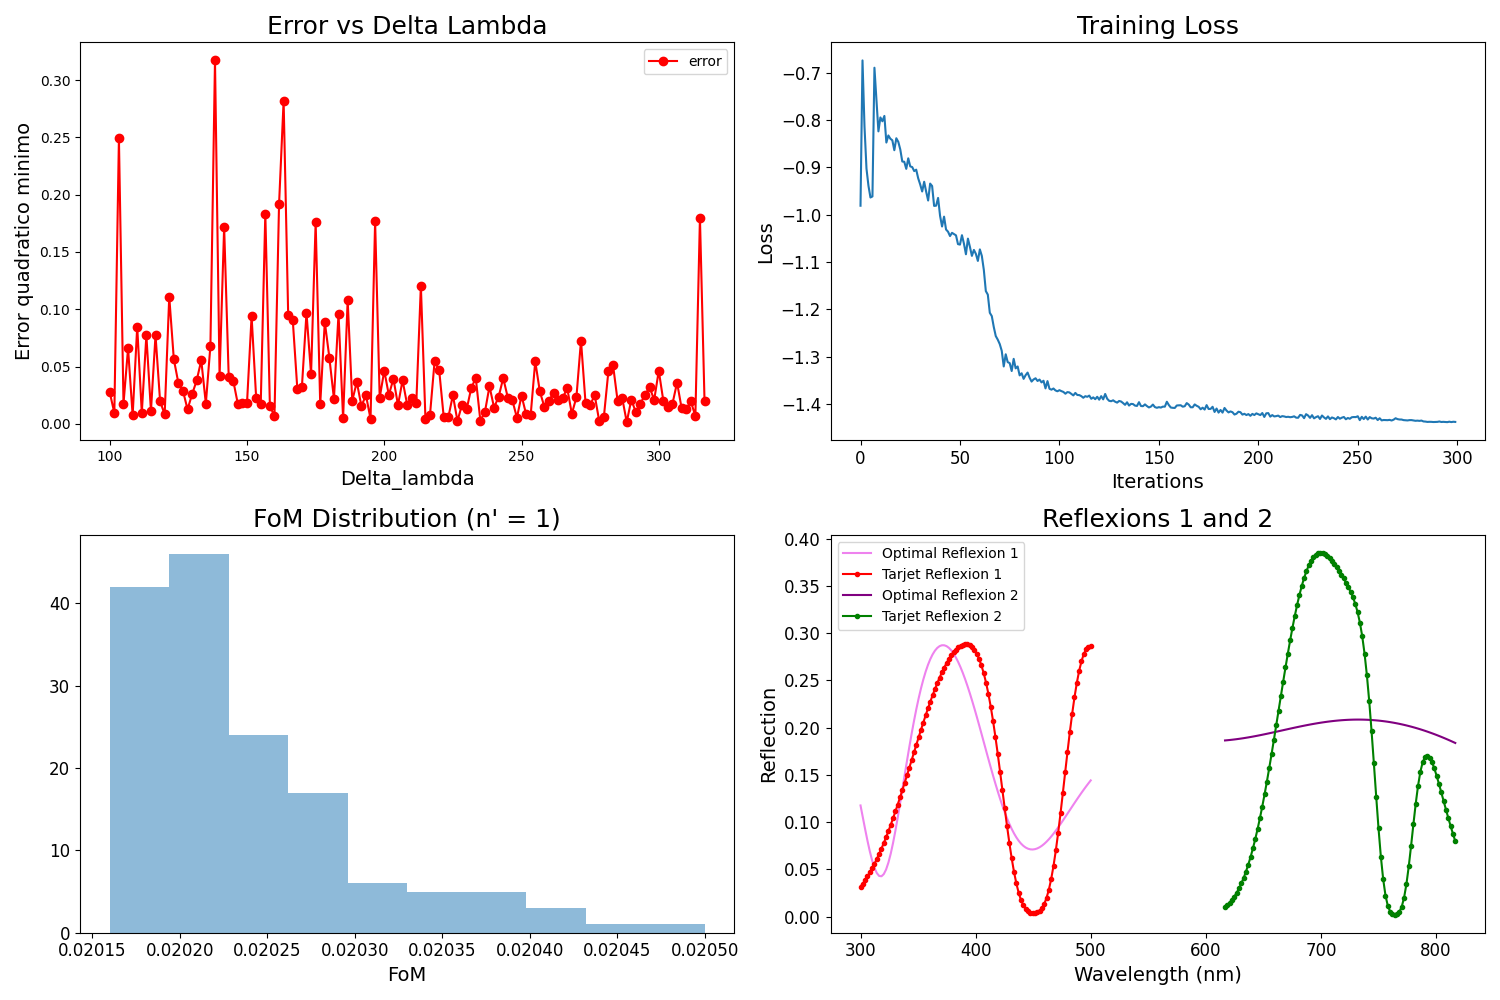 Error vs Delta Lambda
error
Error quadratico minimo
0.30
0.25
0.20
0.15
0.10
0.05
0.00
100 150 200 250 300
Delta_lambda
Training Loss
Loss
−0.7
−0.8
−0.9
−1.0
−1.1
−1.2
−1.3
−1.4
0 50 100 150 200 250 300
Iterations
FoM Distribution (n' = 1)
40
30
20
10
0
0.02015 0.02020 0.02025 0.02030 0.02035 0.02040 0.02045 0.02050
FoM
Reflexions 1 and 2
Optimal Reflexion 1
Tarjet Reflexion 1
Optimal Reflexion 2
Tarjet Reflexion 2
Reflection
0.40
0.35
0.30
0.25
0.20
0.15
0.10
0.05
0.00
300 400 500 600 700 800
Wavelength (nm)